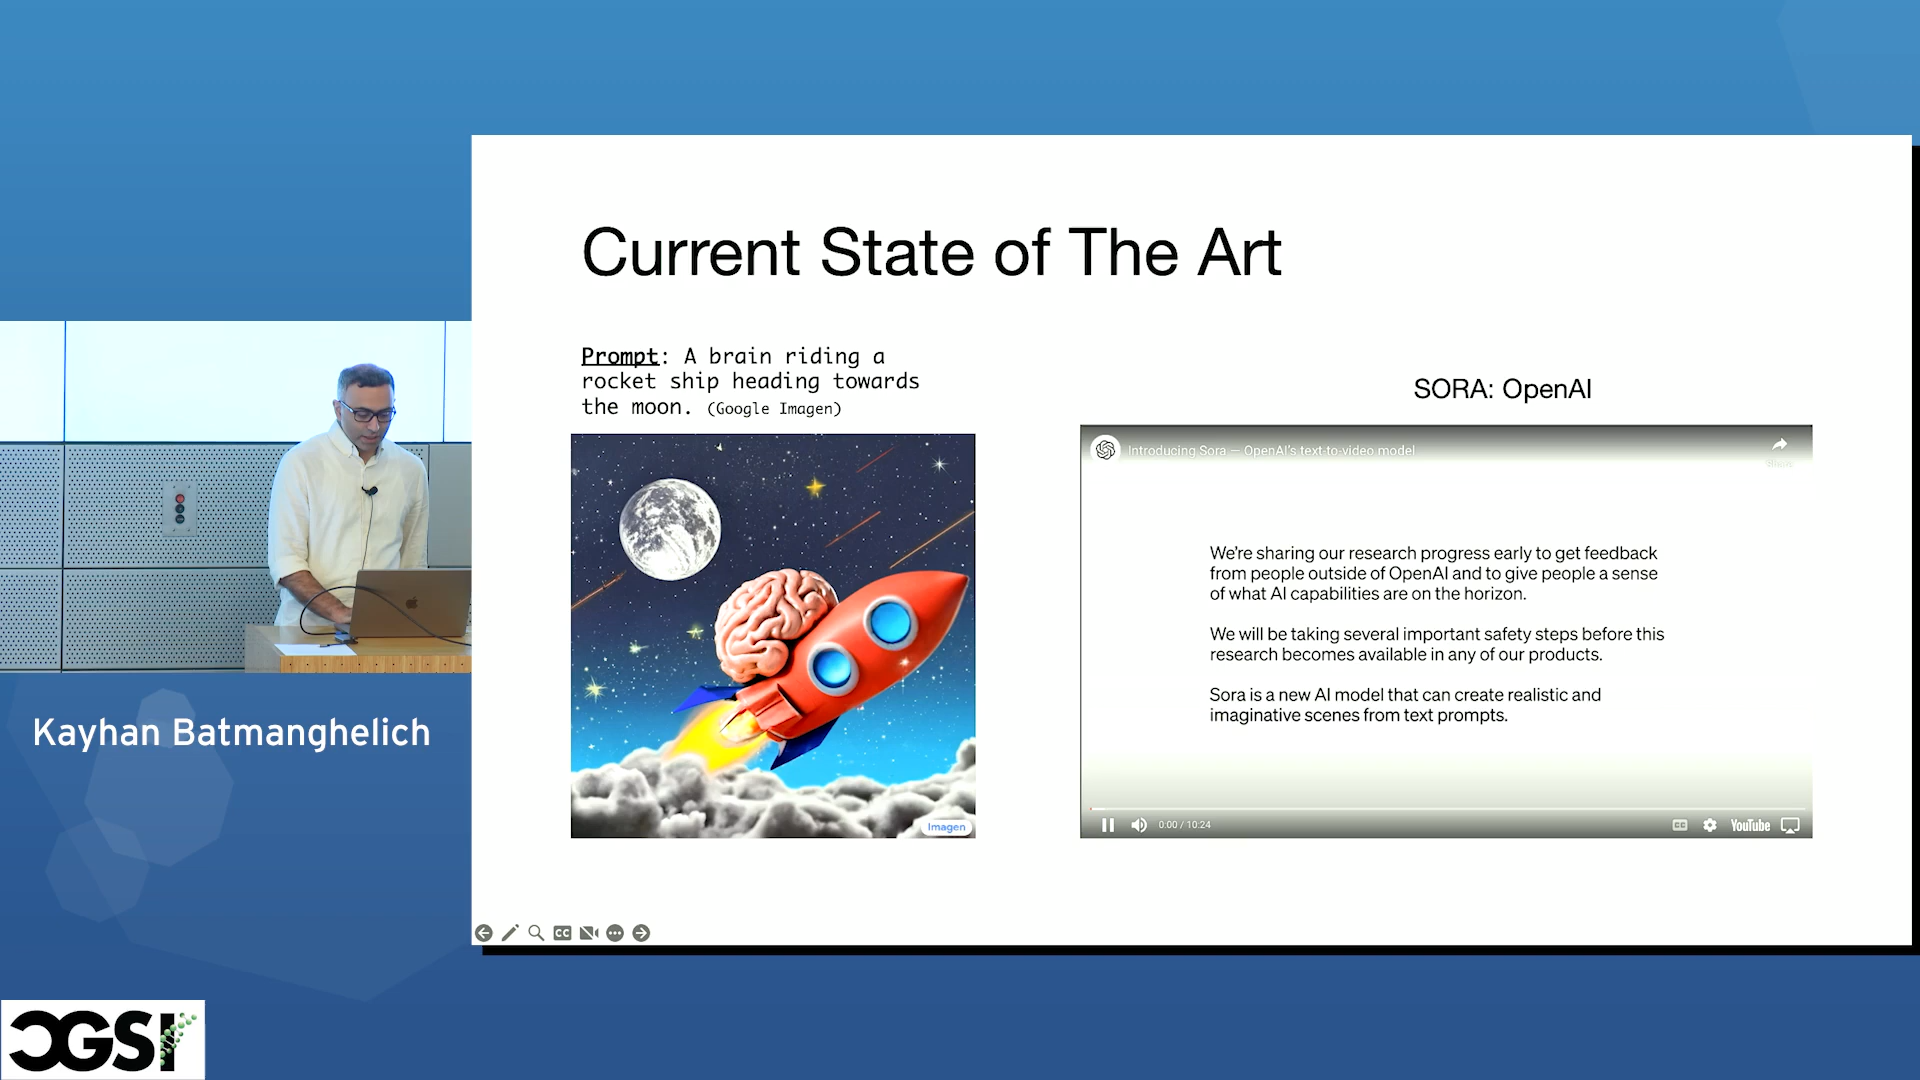 Current State of The Art
Prompt: A brain riding a
rocket ship heading towards
the moon. (Google Imagen)
Imagen
SORA: OpenAI
Introducing Sora — OpenAI's text-to-video model
Share
We're sharing our research progress early to get feedback
from people outside of OpenAI and to give people a sense
of what AI capabilities are on the horizon.
We will be taking several important safety steps before this
research becomes available in any of our products.
Sora is a new AI model that can create realistic and
imaginative scenes from text prompts.
0:00 / 10:24
CC
YouTube
CC
Kayhan Batmanghelich
CGSI